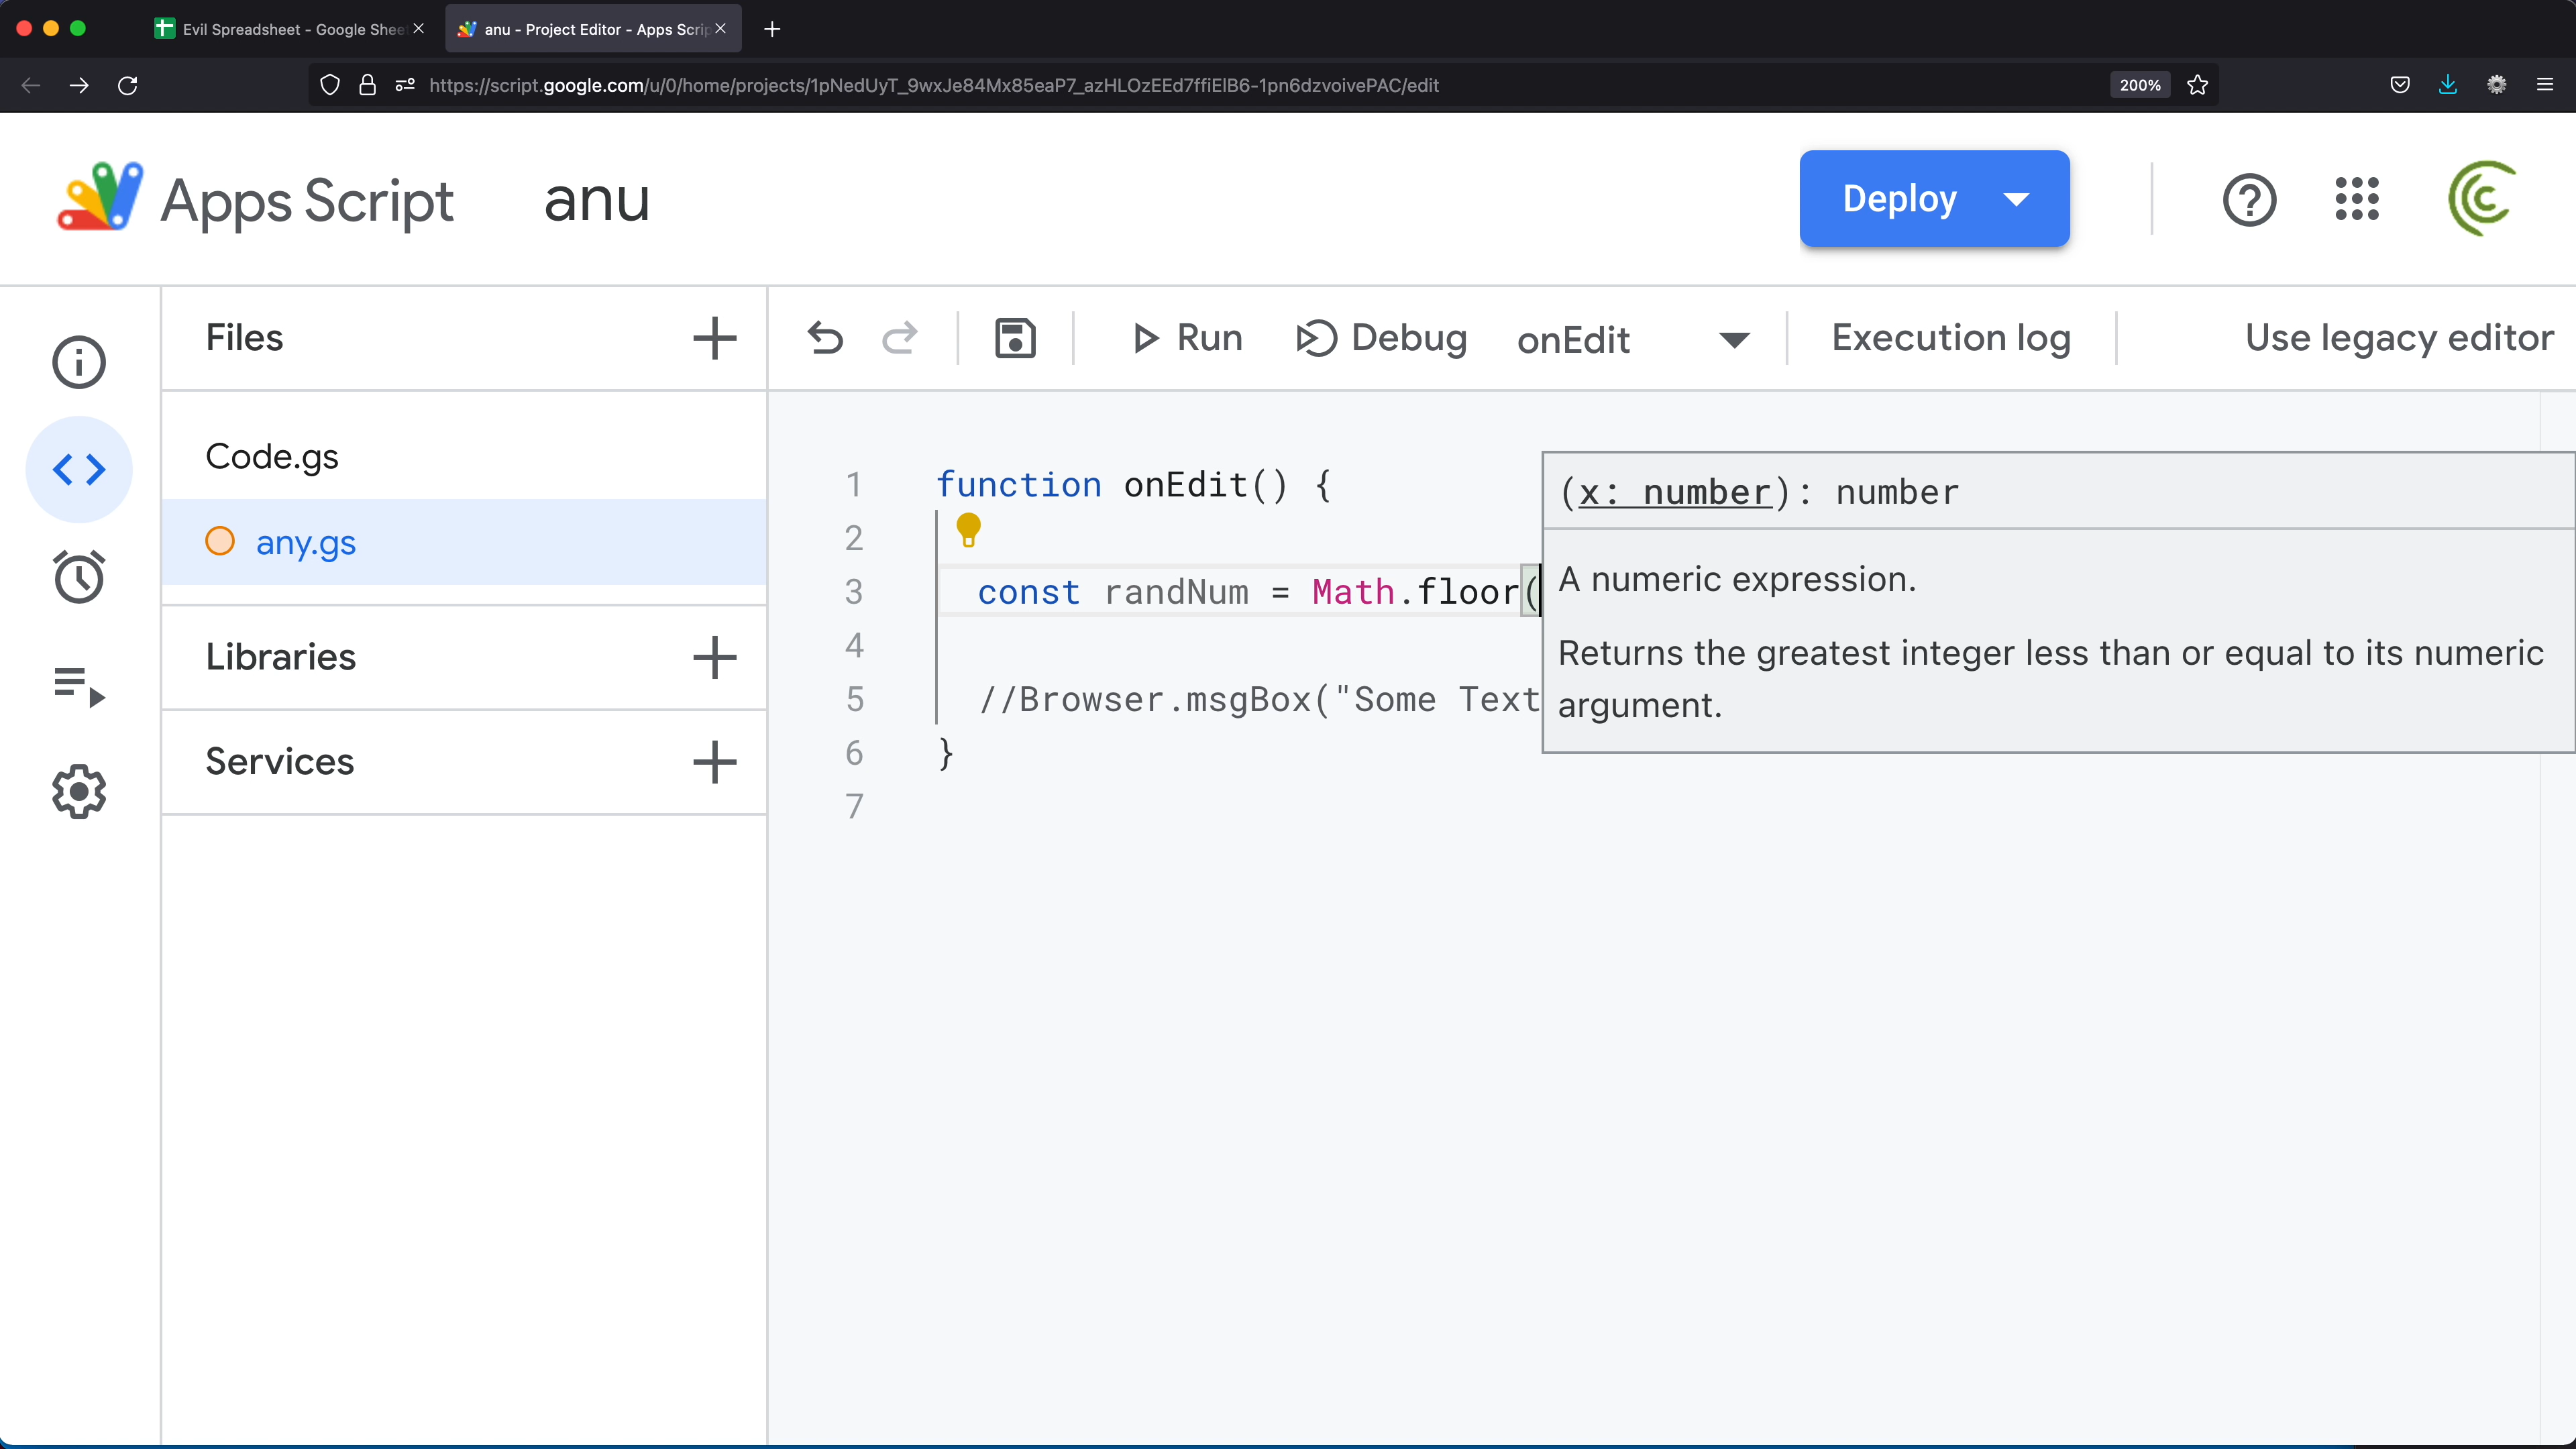 Evil Spreadsheet - Google Shee
anu - Project Editor - Apps Scrip
https://script.google.com/u/0/home/projects/1pNedUyT_9wxJe84Mx85eaP7_azHLOzEEd7ffiElB6-1pn6dzvoivePAC/edit
200%
Apps Script
anu
Deploy
Files
Run
Debug
onEdit
Execution log
Use legacy editor
Code.gs
any.gs
Libraries
Services
1 function onEdit() {
2
3 const randNum = Math.floor(
4
5 //Browser.msgBox("Some Text
6 }
7
(x: number): number
A numeric expression.
Returns the greatest integer less than or equal to its numeric
argument.